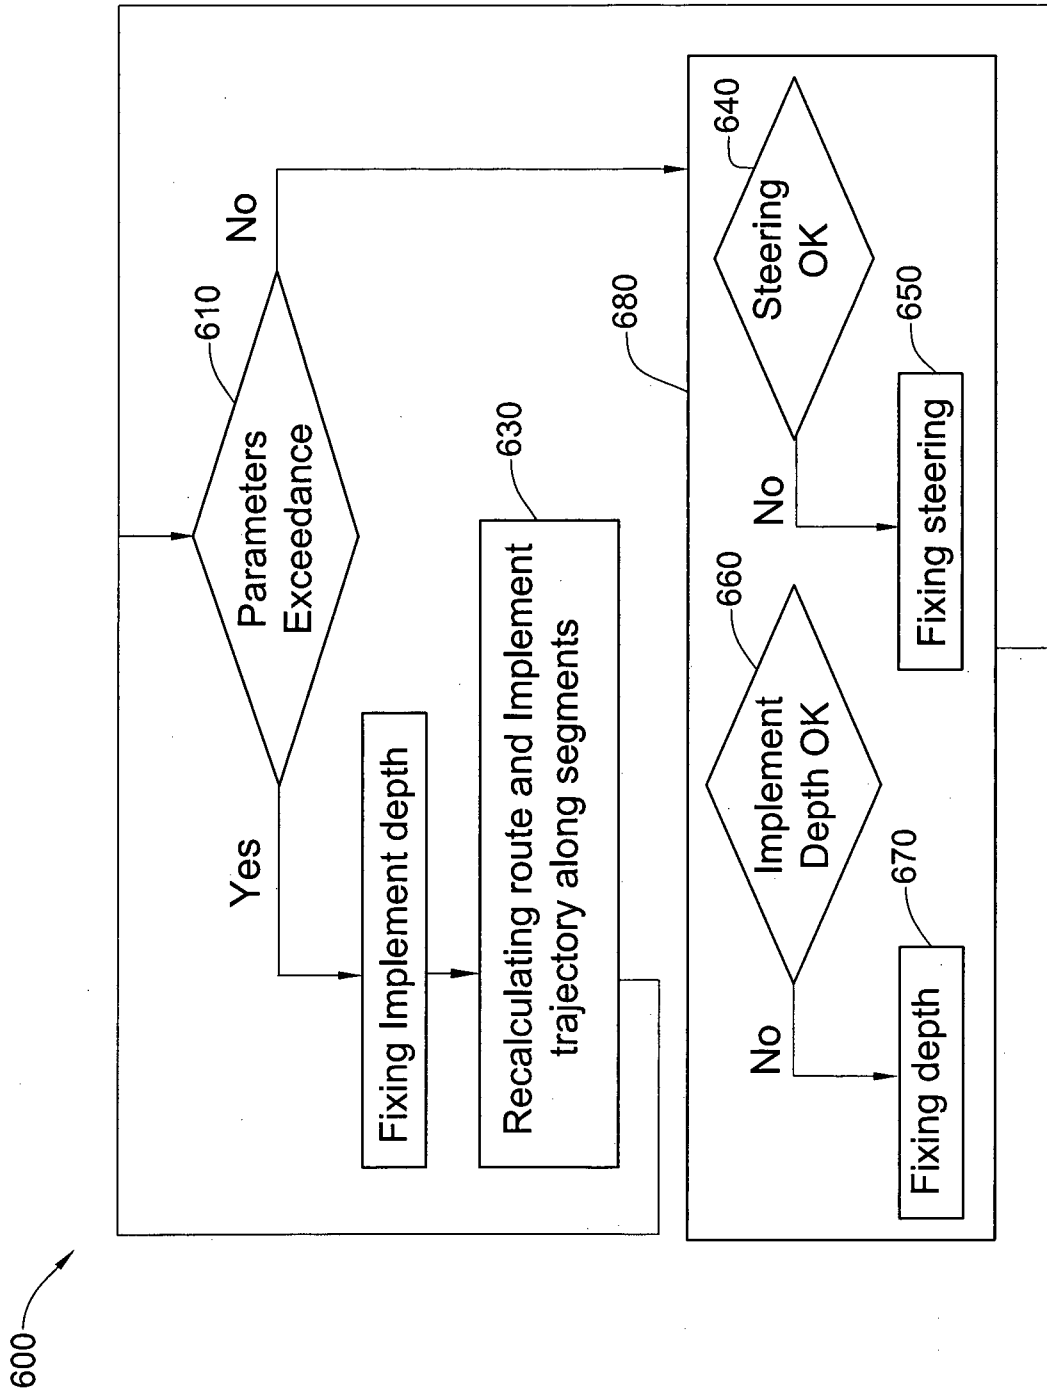 600
Parameters
Exceedance
610
Yes
No
Fixing Implement depth
Recalculating route and Implement
trajectory along segments
630
680
Implement
Depth OK
660
Steering
OK
640
No
No
Fixing depth
670
Fixing steering
650